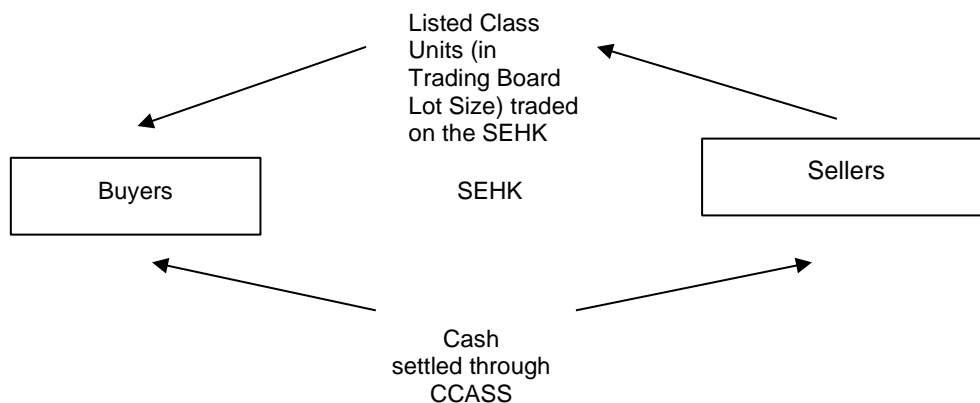 Listed Class
Units (in
Trading Board
Lot Size) traded
on the SEHK
Buyers
SEHK
Sellers
Cash
settled through
CCASS